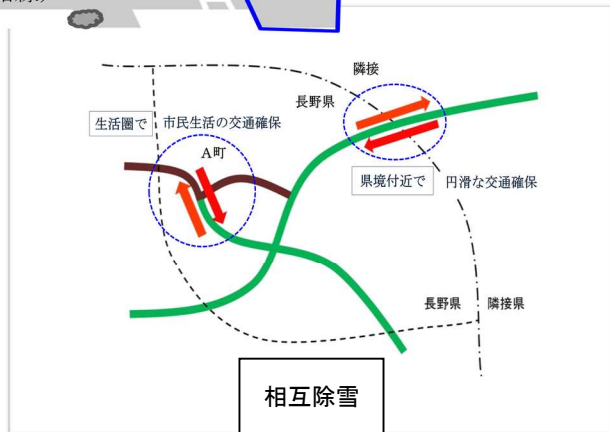 隣接
長野県
生活圏で
市民生活の交通確保
A町
県境付近で
円滑な交通確保
長野県
隣接県
相互除雪